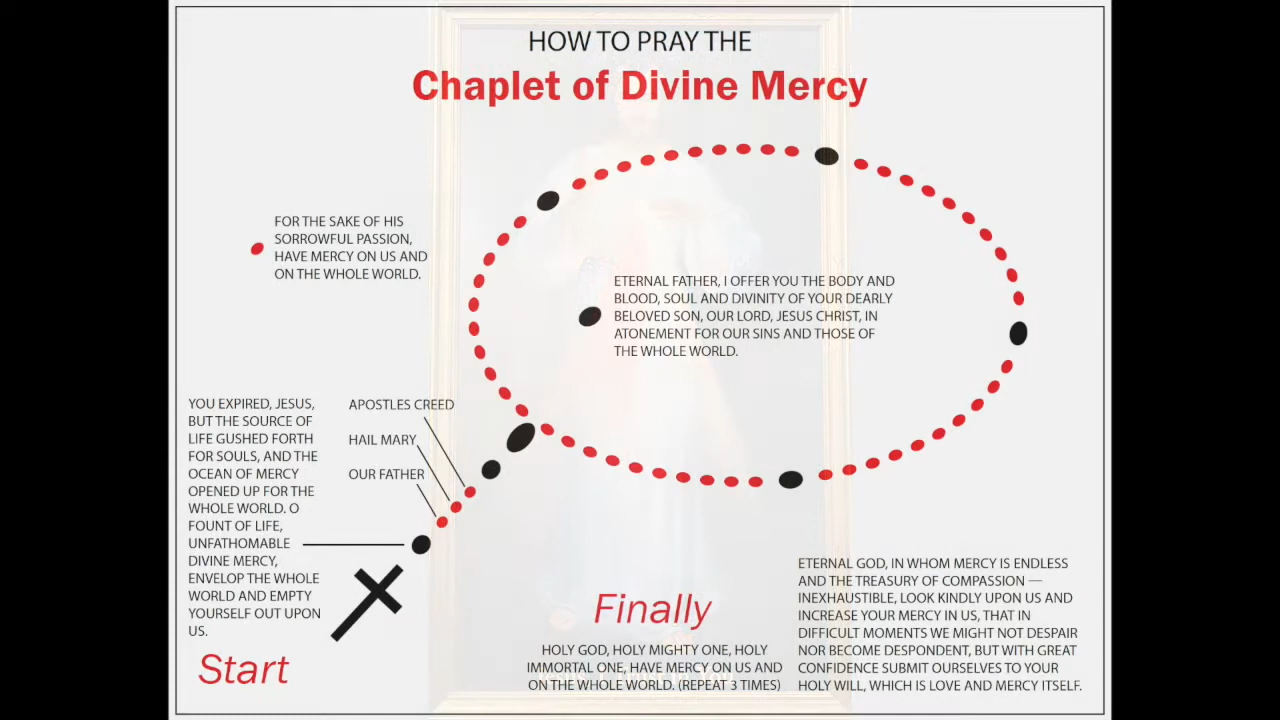 HOW TO PRAY THE
Chaplet of Divine Mercy
FOR THE SAKE OF HIS
SORROWFUL PASSION,
HAVE MERCY ON US AND
ON THE WHOLE WORLD.
ETERNAL FATHER, I OFFER YOU THE BODY AND
BLOOD, SOUL AND DIVINITY OF YOUR DEARLY
BELOVED SON, OUR LORD, JESUS CHRIST, IN
ATONEMENT FOR OUR SINS AND THOSE OF
THE WHOLE WORLD.
YOU EXPIRED, JESUS,
BUT THE SOURCE OF
LIFE GUSHED FORTH
FOR SOULS, AND THE
OCEAN OF MERCY
OPENED UP FOR THE
WHOLE WORLD. O
FOUNT OF LIFE,
UNFATHOMABLE
DIVINE MERCY,
ENVELOP THE WHOLE
WORLD AND EMPTY
YOURSELF OUT UPON
US.
APOSTLES CREED
HAIL MARY
OUR FATHER
Start
Finally
HOLY GOD, HOLY MIGHTY ONE, HOLY
IMMORTAL ONE, HAVE MERCY ON US AND
ON THE WHOLE WORLD. (REPEAT 3 TIMES)
ETERNAL GOD, IN WHOM MERCY IS ENDLESS
AND THE TREASURY OF COMPASSION —
INEXHAUSTIBLE, LOOK KINDLY UPON US AND
INCREASE YOUR MERCY IN US, THAT IN
DIFFICULT MOMENTS WE MIGHT NOT DESPAIR
NOR BECOME DESPONDENT, BUT WITH GREAT
CONFIDENCE SUBMIT OURSELVES TO YOUR
HOLY WILL, WHICH IS LOVE AND MERCY ITSELF.